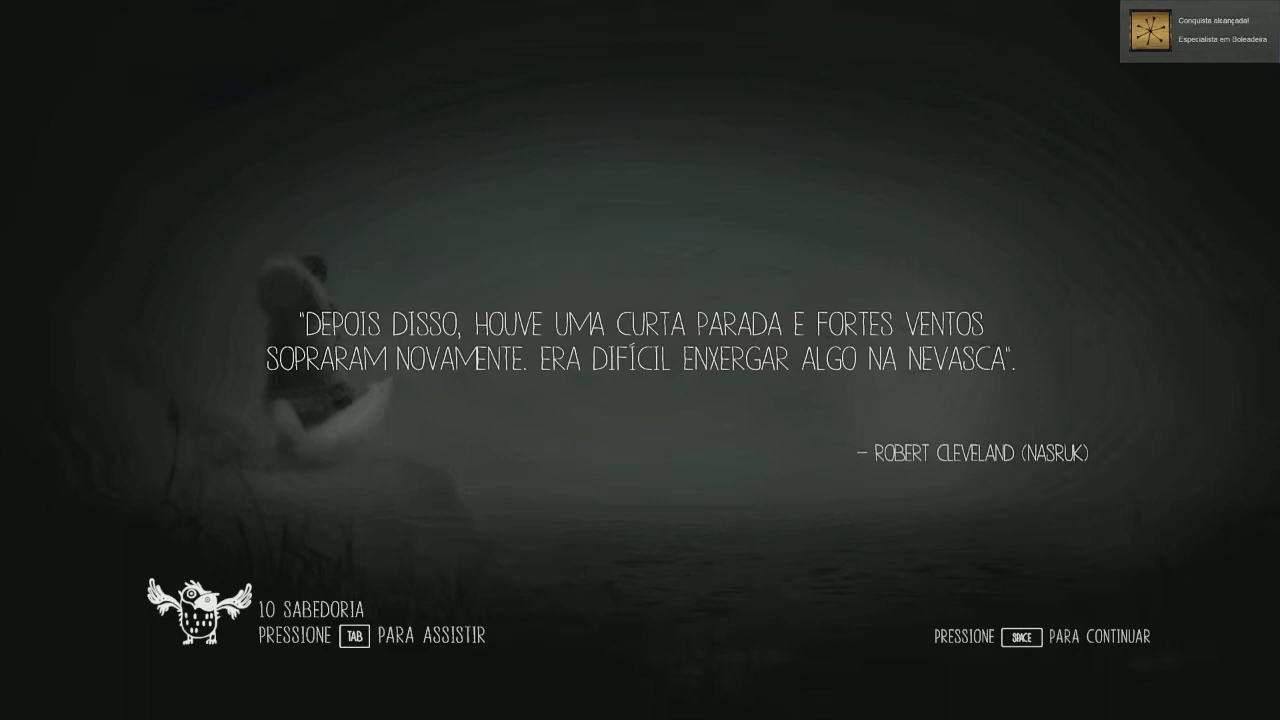 Conquista alcançada!
Especialista em Boleadeira
"DEPOIS DISSO, HOUVE UMA CURTA PARADA E FORTES VENTOS
SOPRARAM NOVAMENTE. ERA DIFÍCIL ENXERGAR ALGO NA NEVASCA".
– ROBERT CLEVELAND (NASRUK)
10 SABEDORIA
PRESSIONE TAB PARA ASSISTIR
PRESSIONE SPACE PARA CONTINUAR